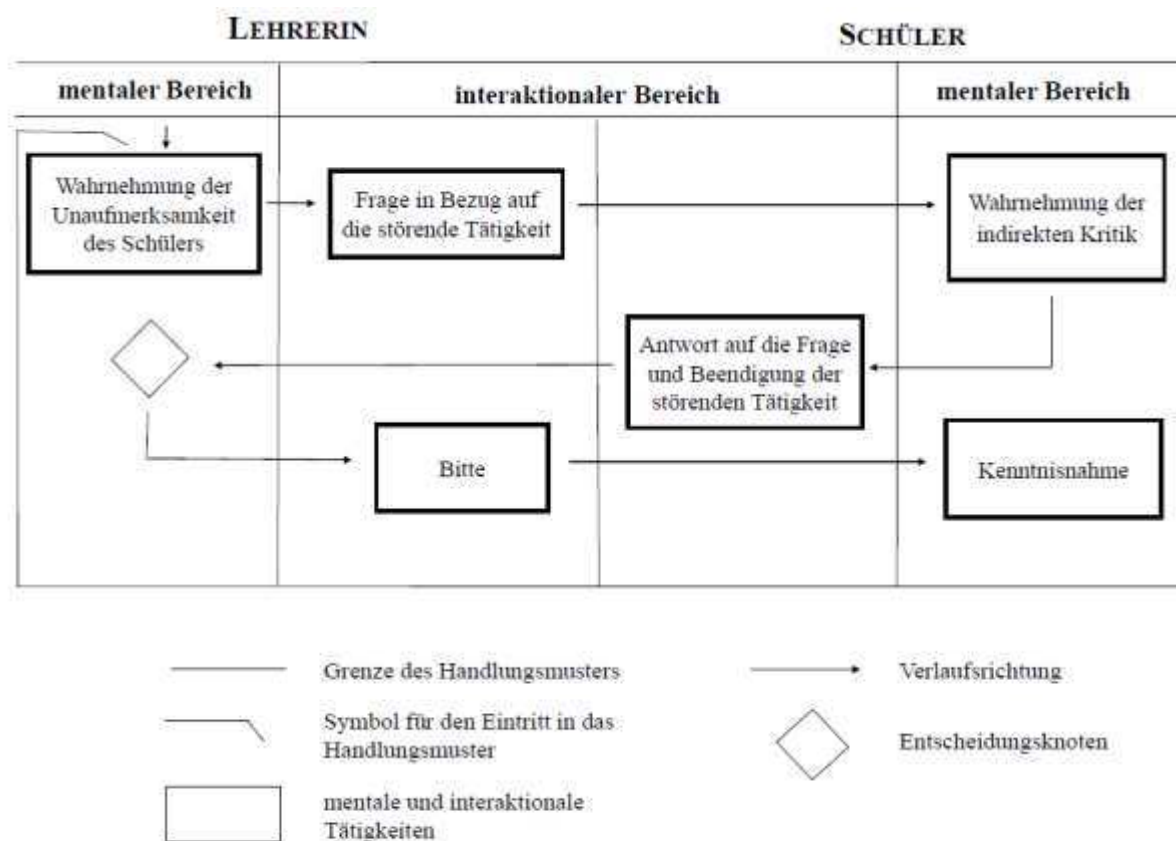 LEHRERIN
SCHÜLER
mentaler Bereich
interaktionaler Bereich
mentaler Bereich
Wahrnehmung der
Unaufmerksamkeit
des Schülers
Frage in Bezug auf
die störende Tätigkeit
Wahrnehmung der
indirekten Kritik
Antwort auf die Frage
und Beendigung der
störenden Tätigkeit
Bitte
Kenntnisnahme
Grenze des Handlungsmusters
Verlaufsrichtung
Symbol für den Eintritt in das
Handlungsmuster
Entscheidungsknoten
mentale und interaktionale
Tätigkeiten